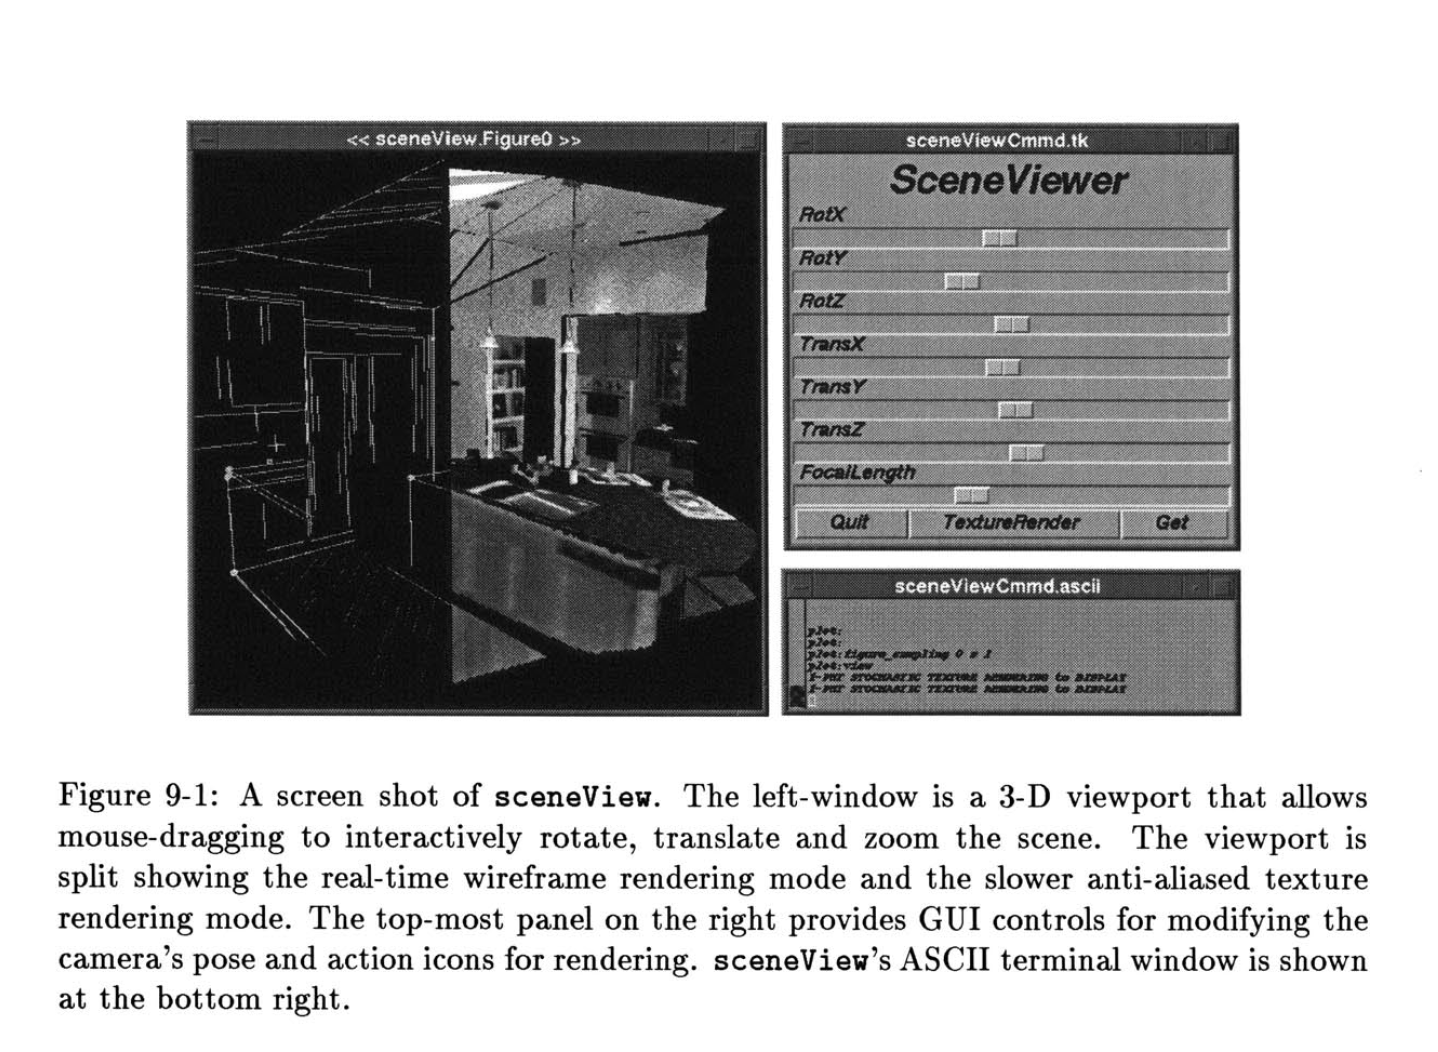 << sceneView.Figure0 >>
sceneViewCmmd.tk
SceneViewer
RotX
RotY
RotZ
TransX
TransY
TransZ
FocalLength
Quit TextureRender Get
sceneViewCmmd.ascii
plot:
plot:
plot:figure_sampling 0 s 1
plot:view
STOCHASTIC TEXTURE RENDERING to DISPLAY
STOCHASTIC TEXTURE RENDERING to DISPLAY
Figure 9-1: A screen shot of sceneView. The left-window is a 3-D viewport that allows
mouse-dragging to interactively rotate, translate and zoom the scene. The viewport is
split showing the real-time wireframe rendering mode and the slower anti-aliased texture
rendering mode. The top-most panel on the right provides GUI controls for modifying the
camera's pose and action icons for rendering. sceneView's ASCII terminal window is shown
at the bottom right.